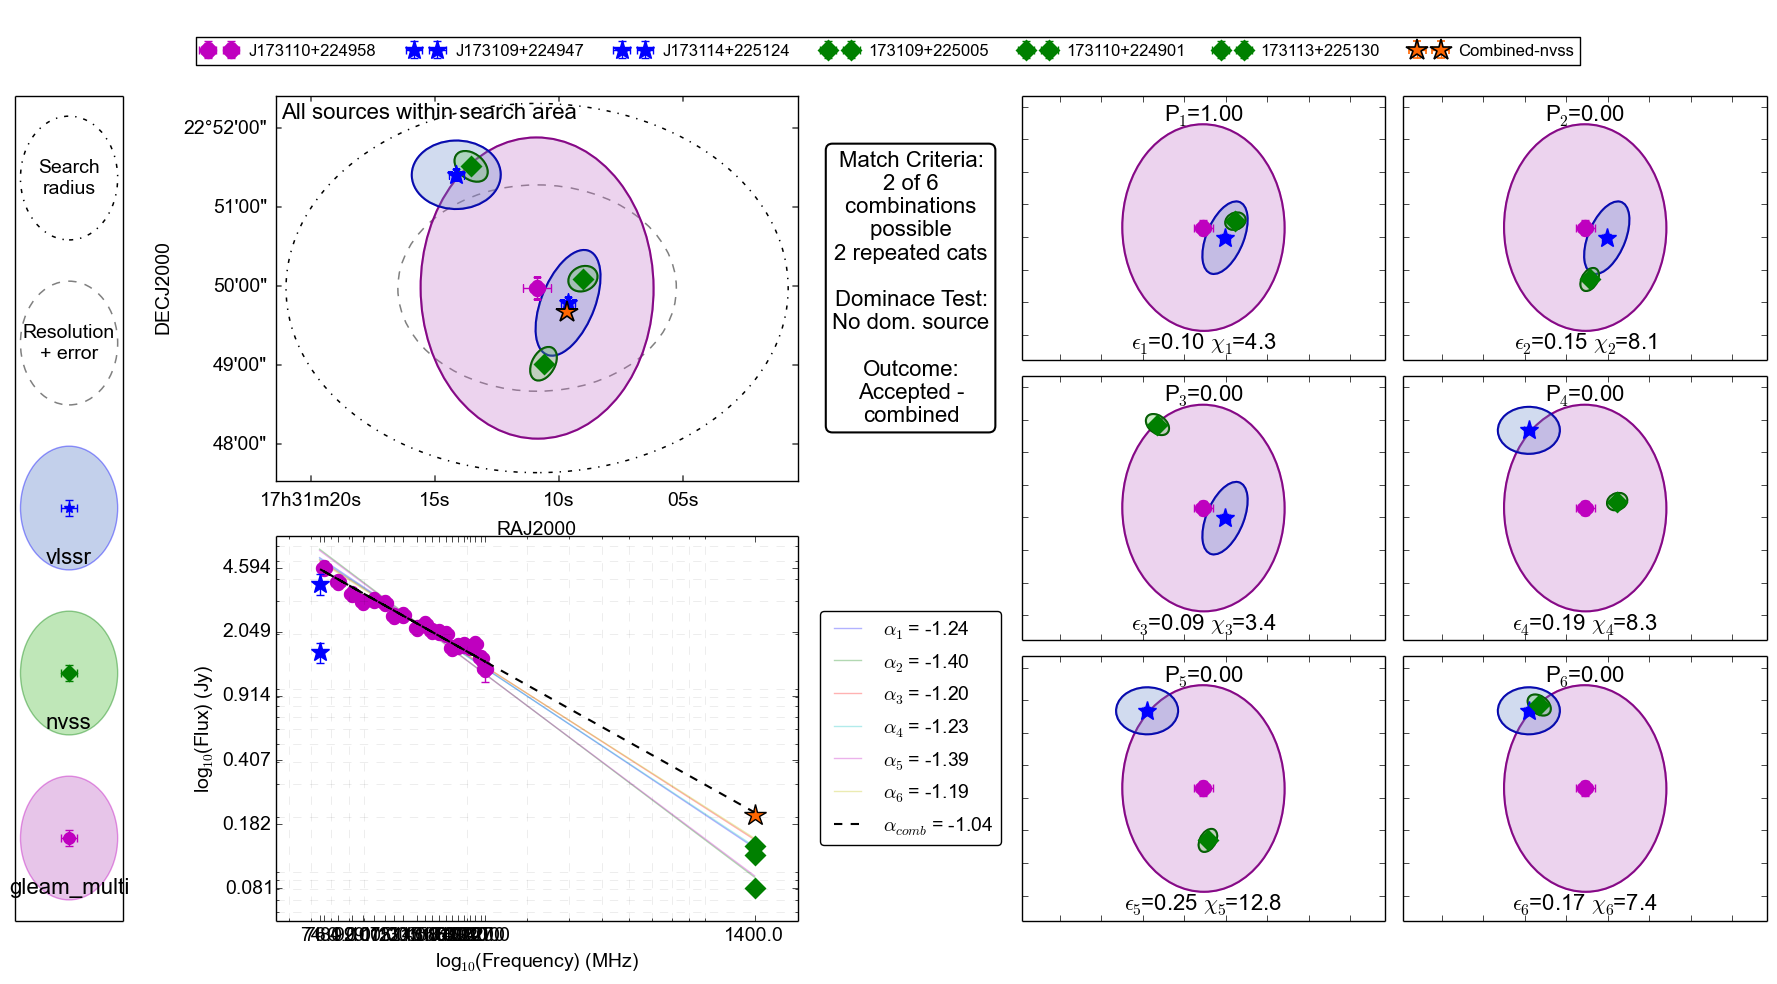 J173110+224958 J173109+224947 J173114+225124 173109+225005 173110+224901 173113+225130 Combined-nvss
Search
radius
Resolution
+ error
vlssr
nvss
gleam_multi
All sources within search area
DECJ2000
22°52'00"
51'00"
50'00"
49'00"
48'00"
17h31m20s 15s 10s 05s
RAJ2000
log10(Flux) (Jy)
4.594
2.049
0.914
0.407
0.182
0.081
1400.0
log10(Frequency) (MHz)
Match Criteria:
2 of 6
combinations
possible
2 repeated cats
Dominace Test:
No dom. source
Outcome:
Accepted -
combined
α1 = -1.24
α2 = -1.40
α3 = -1.20
α4 = -1.23
α5 = -1.39
α6 = -1.19
αcomb = -1.04
P1=1.00
ϵ1=0.10 χ1=4.3
P2=0.00
ϵ2=0.15 χ2=8.1
P3=0.00
ϵ3=0.09 χ3=3.4
P4=0.00
ϵ4=0.19 χ4=8.3
P5=0.00
ϵ5=0.25 χ5=12.8
P6=0.00
ϵ6=0.17 χ6=7.4